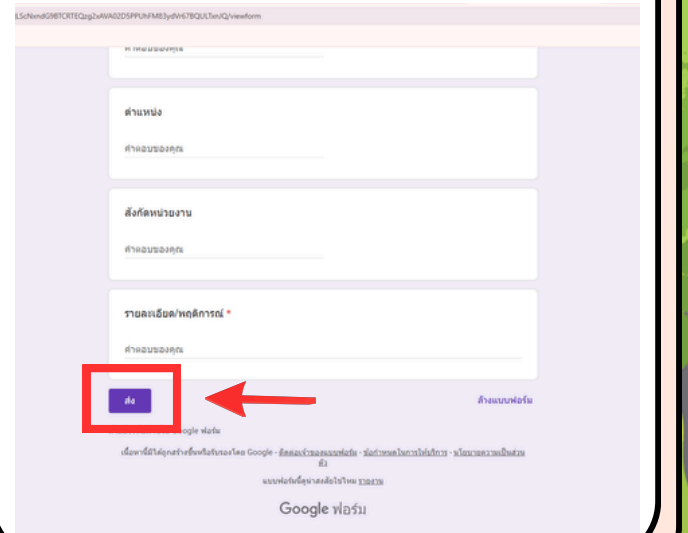 คำตอบของคุณ
ตำแหน่ง
คำตอบของคุณ
สังกัดหน่วยงาน
คำตอบของคุณ
รายละเอียด/พฤติการณ์ *
คำตอบของคุณ
ส่ง
ล้างแบบฟอร์ม
Google ฟอร์ม
เนื้อหานี้มิได้ถูกสร้างขึ้นหรือรับรองโดย Google - ติดต่อเจ้าของแบบฟอร์ม - ข้อกำหนดในการให้บริการ - นโยบายความเป็นส่วน
ตัว
แบบฟอร์มนี้ดูน่าสงสัยใช่ไหม รายงาน
Google ฟอร์ม